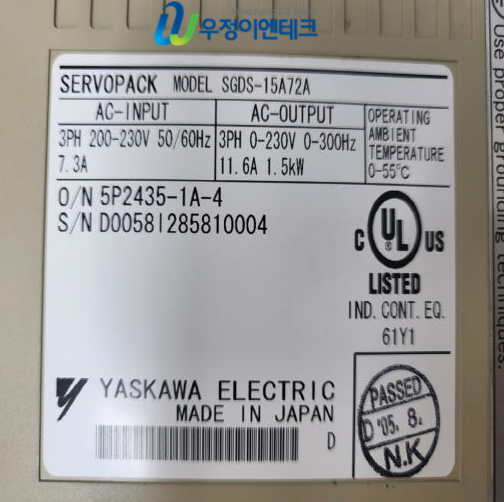 우정이엔테크
SERVOPACK MODEL SGDS-15A72A
AC-INPUT AC-OUTPUT OPERATING AMBIENT TEMPERATURE 0-55℃
3PH 200-230V 50/60Hz 3PH 0-230V 0-300Hz
7.3A 11.6A 1.5kW
O/N 5P2435-1A-4
S/N D0058I285810004
C UL US
LISTED
IND. CONT. EQ.
61Y1
YASKAWA ELECTRIC
MADE IN JAPAN
D
PASSED
D '05. 8.
N.K
Use proper grounding techniques.